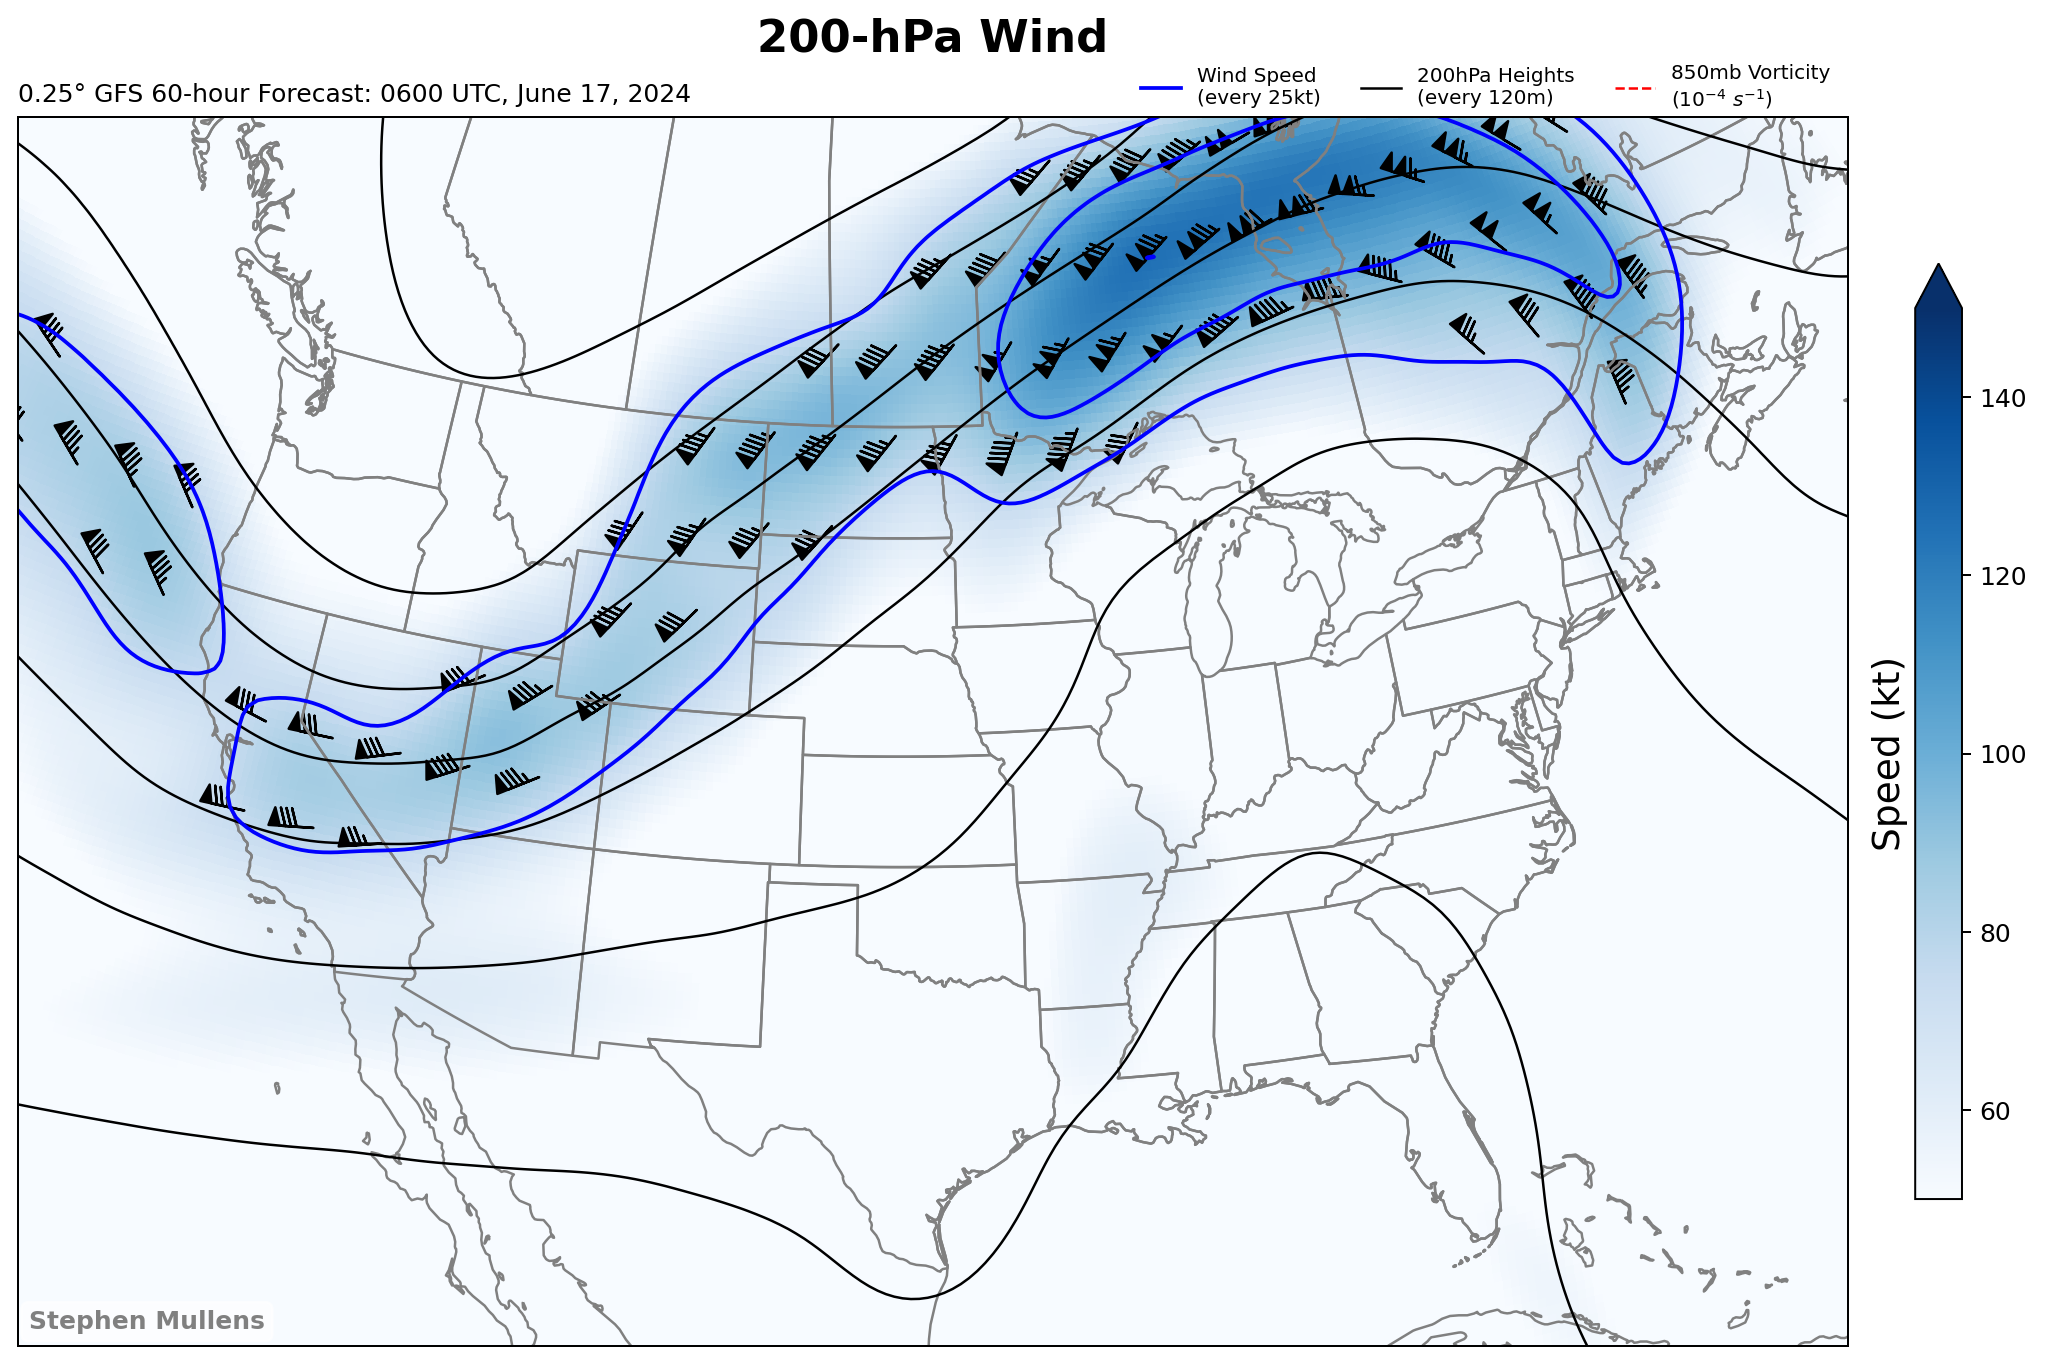 200-hPa Wind
0.25° GFS 60-hour Forecast: 0600 UTC, June 17, 2024
Wind Speed
(every 25kt)
200hPa Heights
(every 120m)
850mb Vorticity
(10⁻⁴ s⁻¹)
140
120
100
80
60
Speed (kt)
Stephen Mullens